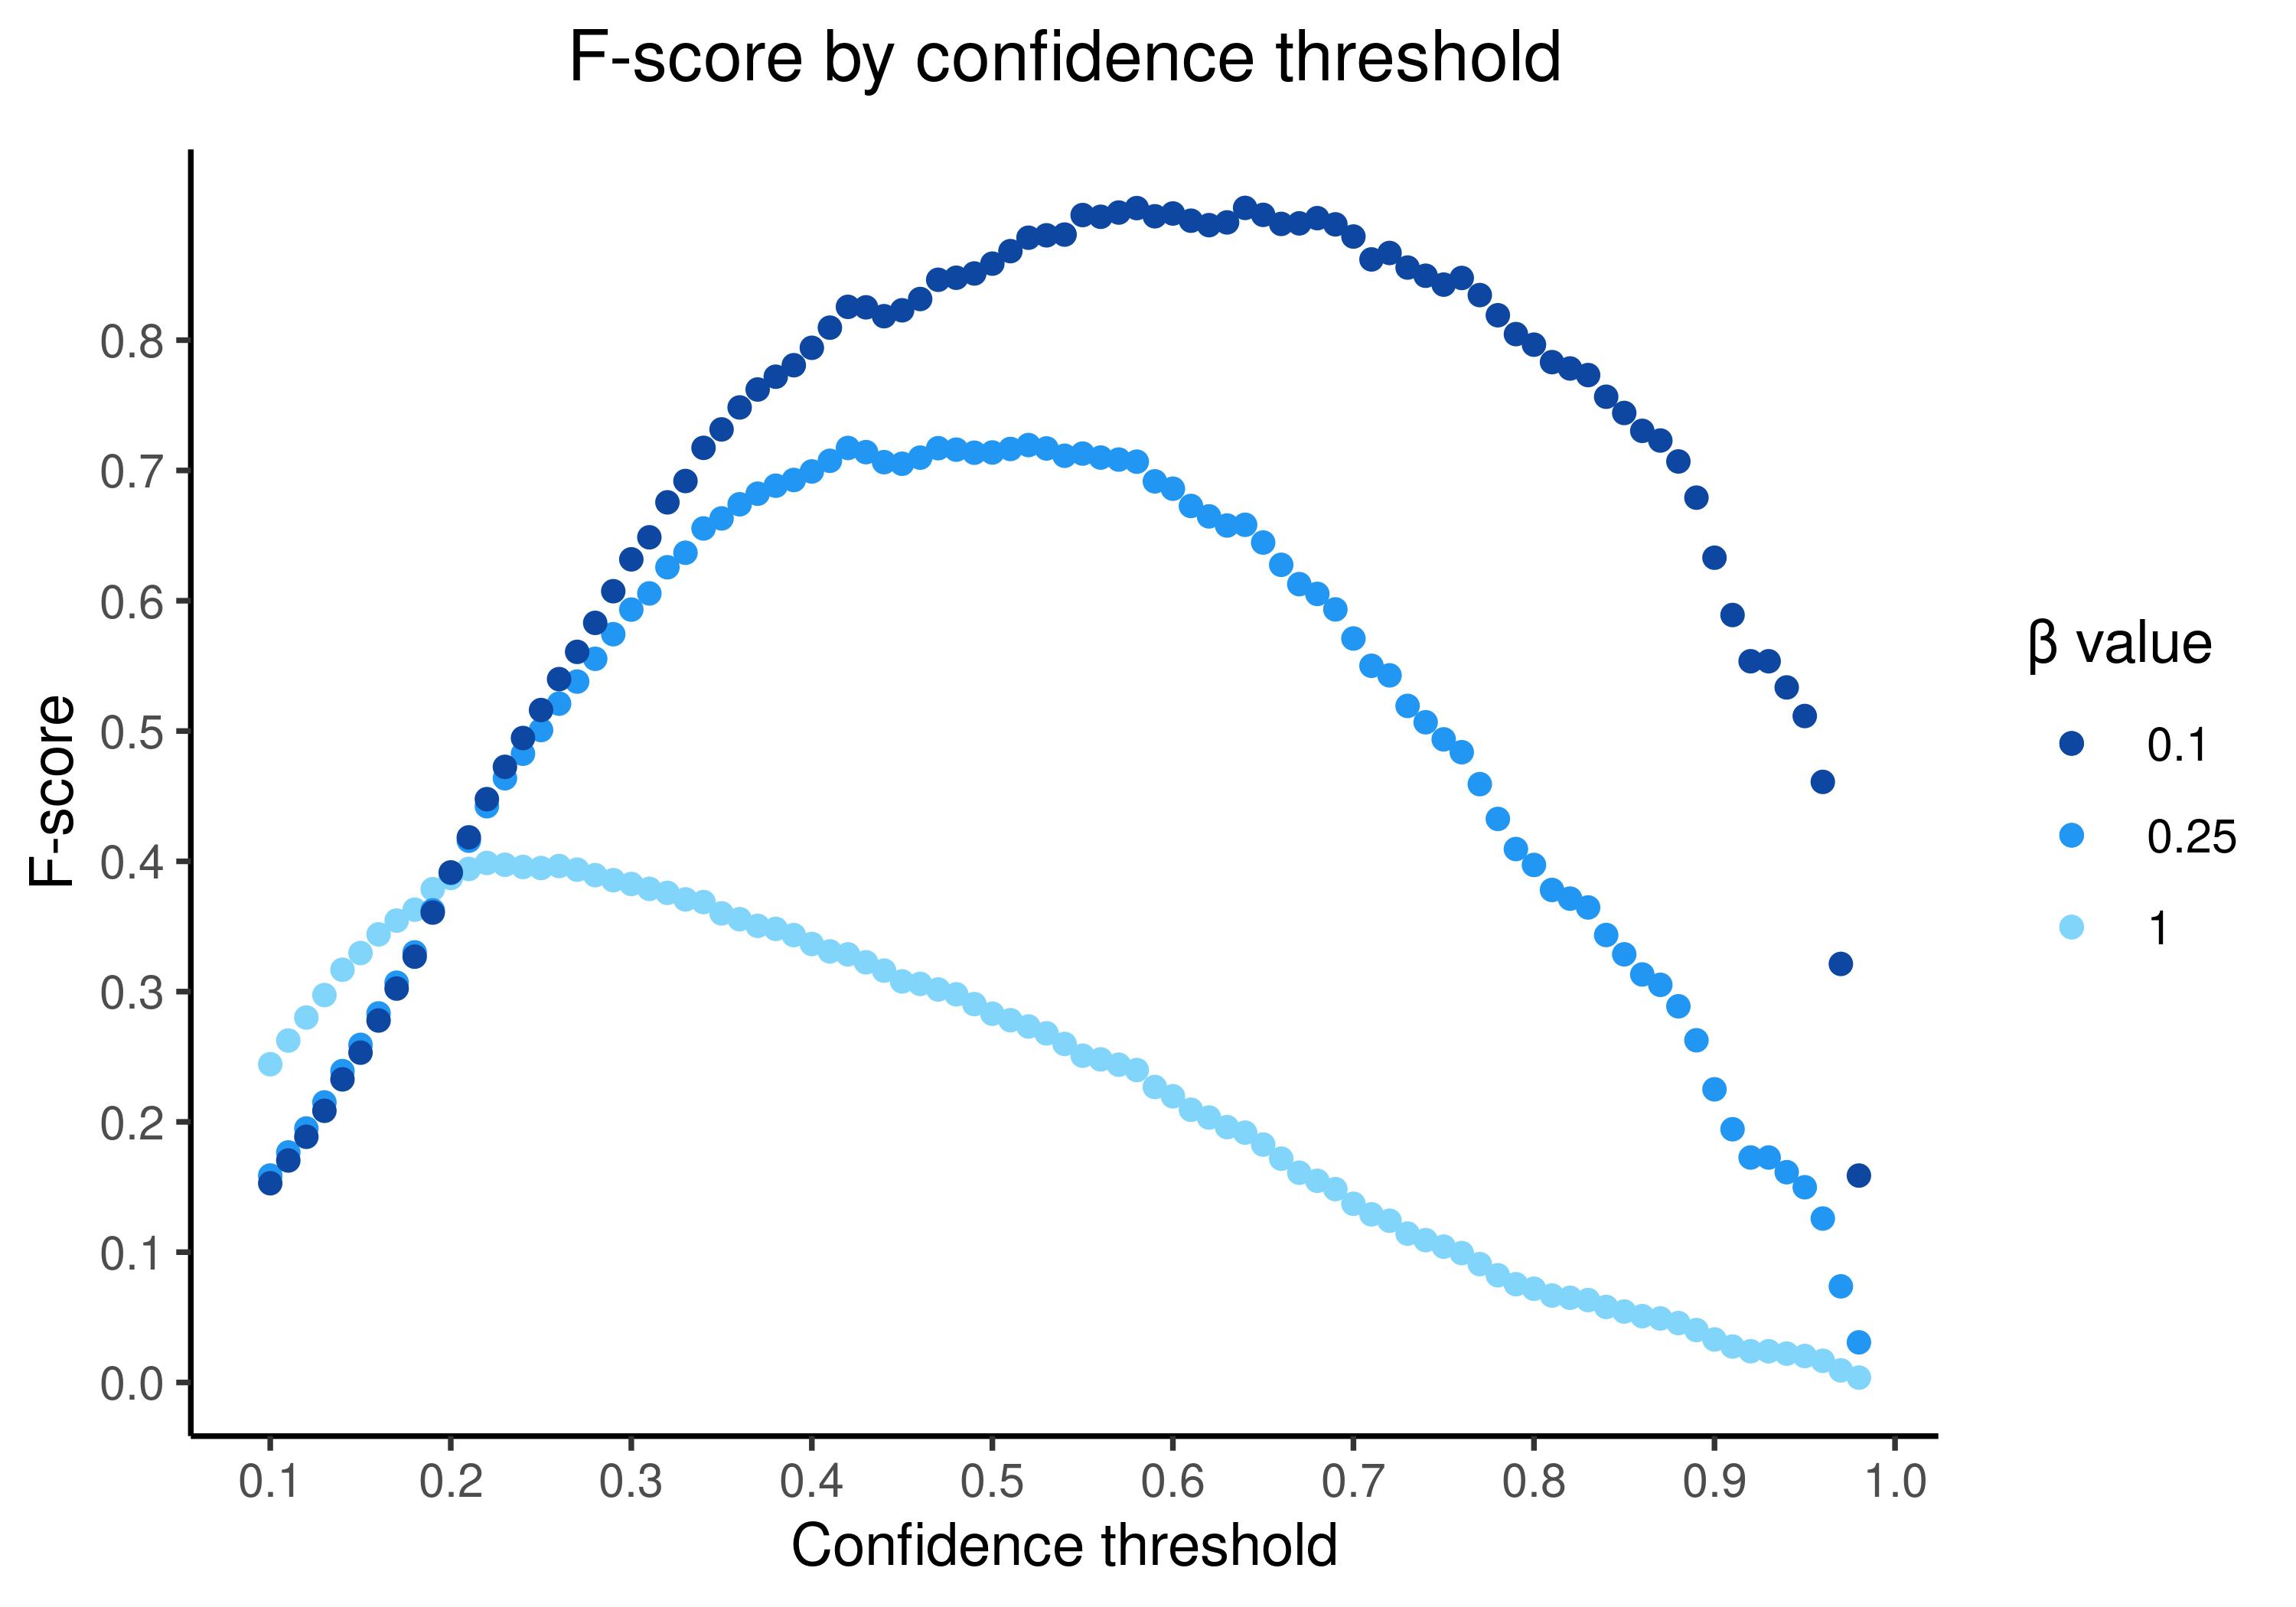 F-score by confidence threshold
F-score
0.8
0.7
0.6
0.5
0.4
0.3
0.2
0.1
0.0
0.1 0.2 0.3 0.4 0.5 0.6 0.7 0.8 0.9 1.0
Confidence threshold
β value
0.1
0.25
1